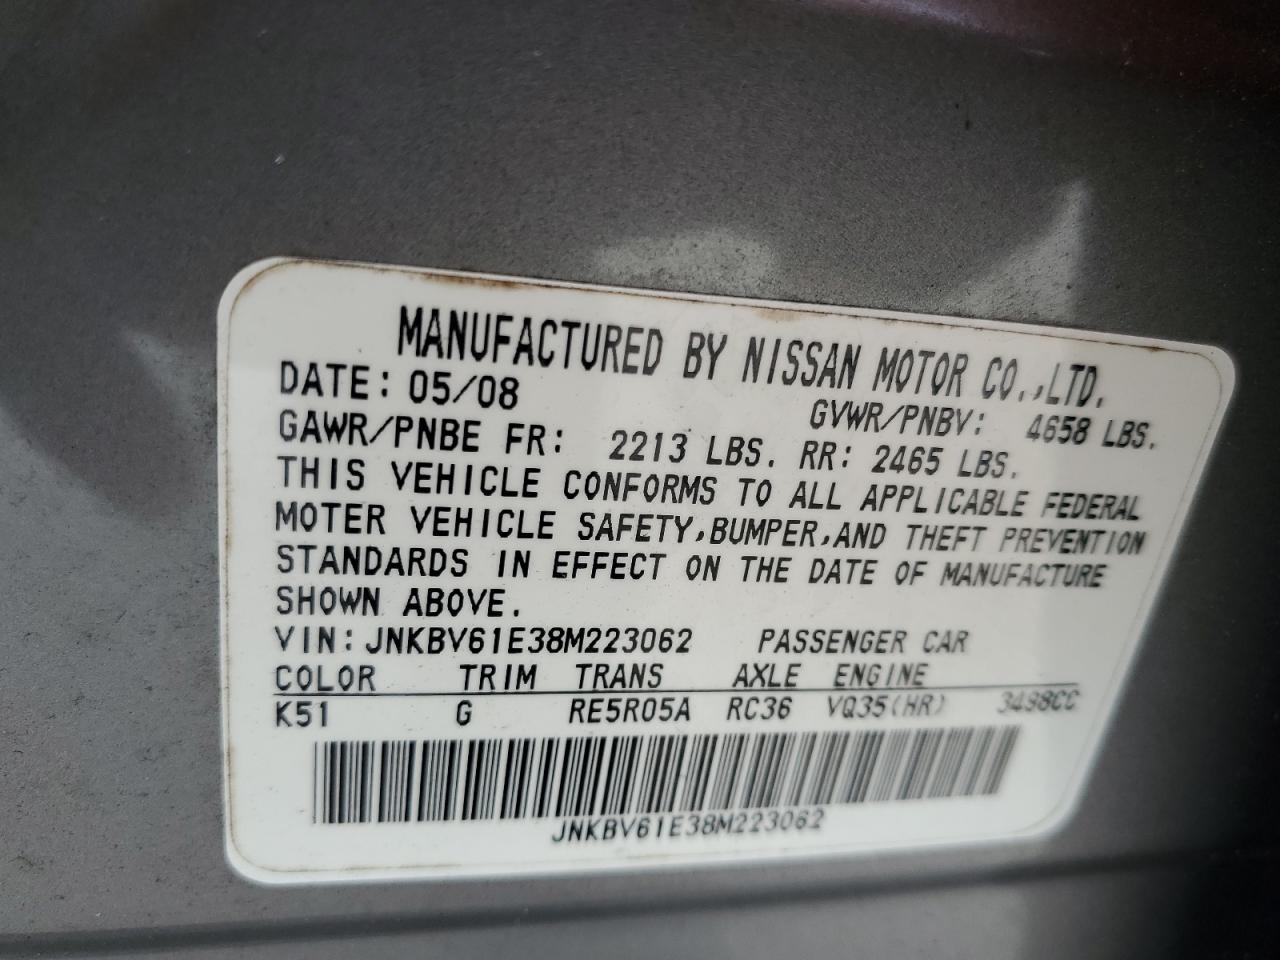 MANUFACTURED BY NISSAN MOTOR CO.,LTD.
DATE: 05/08 GVWR/PNBV: 4658 LBS.
GAWR/PNBE FR: 2213 LBS. RR: 2465 LBS.
THIS VEHICLE CONFORMS TO ALL APPLICABLE FEDERAL
MOTER VEHICLE SAFETY,BUMPER,AND THEFT PREVENTION
STANDARDS IN EFFECT ON THE DATE OF MANUFACTURE
SHOWN ABOVE.
VIN: JNKBV61E38M223062 PASSENGER CAR
COLOR TRIM TRANS AXLE ENGINE
K51 G RE5R05A RC36 VQ35(HR) 3498CC
JNKBV61E38M223062